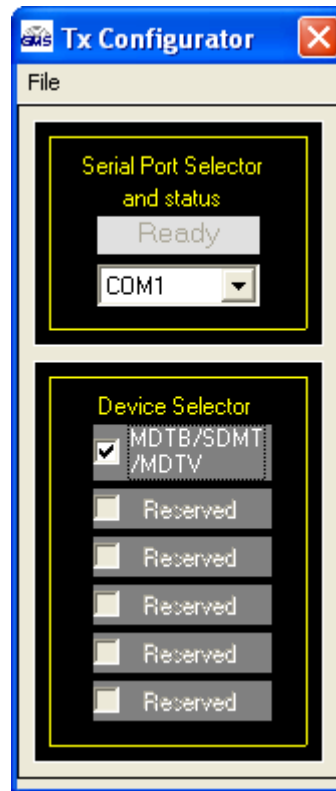 GMS Tx Configurator
File
Serial Port Selector
and status
Ready
COM1
Device Selector
MDTB/SDMT
/MDTV
Reserved
Reserved
Reserved
Reserved
Reserved